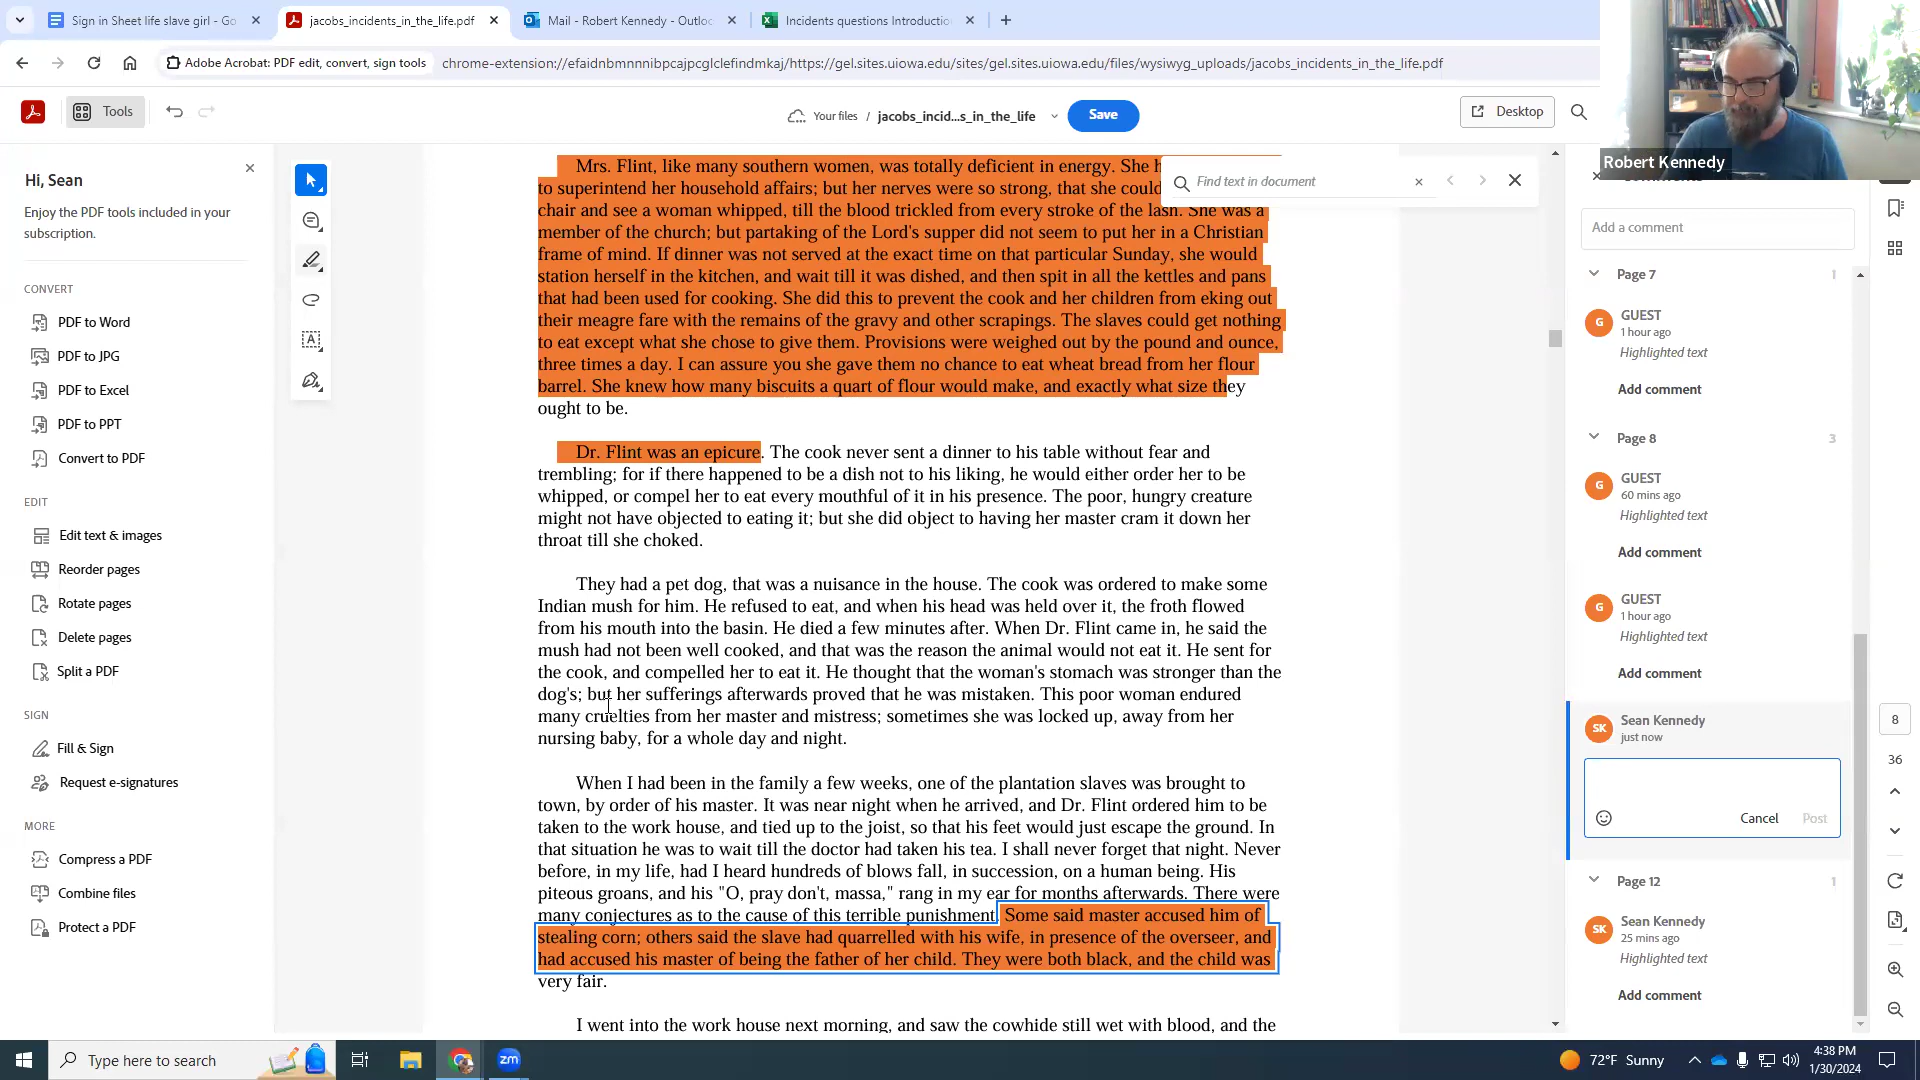 Sign in Sheet life slave girl - Go
jacobs_incidents_in_the_life.pdf
Mail - Robert Kennedy - Outloo
Incidents questions Introductio
Adobe Acrobat: PDF edit, convert, sign tools
chrome-extension://efaidnbmnnnibpcajpcglclefindmkaj/https://gel.sites.uiowa.edu/sites/gel.sites.uiowa.edu/files/wysiwyg_uploads/jacobs_incidents_in_the_life.pdf
Tools
Your files / jacobs_incid...s_in_the_life
Save
Desktop
Robert Kennedy
Hi, Sean
Enjoy the PDF tools included in your
subscription.
CONVERT
PDF to Word
PDF to JPG
PDF to Excel
PDF to PPT
Convert to PDF
EDIT
Edit text & images
Reorder pages
Rotate pages
Delete pages
Split a PDF
SIGN
Fill & Sign
Request e-signatures
MORE
Compress a PDF
Combine files
Protect a PDF
Find text in document
Mrs. Flint, like many southern women, was totally deficient in energy. She h
to superintend her household affairs; but her nerves were so strong, that she could
chair and see a woman whipped, till the blood trickled from every stroke of the lash. She was a
member of the church; but partaking of the Lord's supper did not seem to put her in a Christian
frame of mind. If dinner was not served at the exact time on that particular Sunday, she would
station herself in the kitchen, and wait till it was dished, and then spit in all the kettles and pans
that had been used for cooking. She did this to prevent the cook and her children from eking out
their meagre fare with the remains of the gravy and other scrapings. The slaves could get nothing
to eat except what she chose to give them. Provisions were weighed out by the pound and ounce,
three times a day. I can assure you she gave them no chance to eat wheat bread from her flour
barrel. She knew how many biscuits a quart of flour would make, and exactly what size they
ought to be.
Dr. Flint was an epicure. The cook never sent a dinner to his table without fear and
trembling; for if there happened to be a dish not to his liking, he would either order her to be
whipped, or compel her to eat every mouthful of it in his presence. The poor, hungry creature
might not have objected to eating it; but she did object to having her master cram it down her
throat till she choked.
They had a pet dog, that was a nuisance in the house. The cook was ordered to make some
Indian mush for him. He refused to eat, and when his head was held over it, the froth flowed
from his mouth into the basin. He died a few minutes after. When Dr. Flint came in, he said the
mush had not been well cooked, and that was the reason the animal would not eat it. He sent for
the cook, and compelled her to eat it. He thought that the woman's stomach was stronger than the
dog's; but her sufferings afterwards proved that he was mistaken. This poor woman endured
many cruelties from her master and mistress; sometimes she was locked up, away from her
nursing baby, for a whole day and night.
When I had been in the family a few weeks, one of the plantation slaves was brought to
town, by order of his master. It was near night when he arrived, and Dr. Flint ordered him to be
taken to the work house, and tied up to the joist, so that his feet would just escape the ground. In
that situation he was to wait till the doctor had taken his tea. I shall never forget that night. Never
before, in my life, had I heard hundreds of blows fall, in succession, on a human being. His
piteous groans, and his "O, pray don't, massa," rang in my ear for months afterwards. There were
many conjectures as to the cause of this terrible punishment. Some said master accused him of
stealing corn; others said the slave had quarrelled with his wife, in presence of the overseer, and
had accused his master of being the father of her child. They were both black, and the child was
very fair.
I went into the work house next morning, and saw the cowhide still wet with blood, and the
Add a comment
Page 7
1
G
GUEST
1 hour ago
Highlighted text
Add comment
Page 8
3
G
GUEST
60 mins ago
Highlighted text
Add comment
G
GUEST
1 hour ago
Highlighted text
Add comment
SK
Sean Kennedy
just now
Cancel
Post
Page 12
1
SK
Sean Kennedy
25 mins ago
Highlighted text
Add comment
8
36
Type here to search
zm
72°F Sunny
4:38 PM
1/30/2024